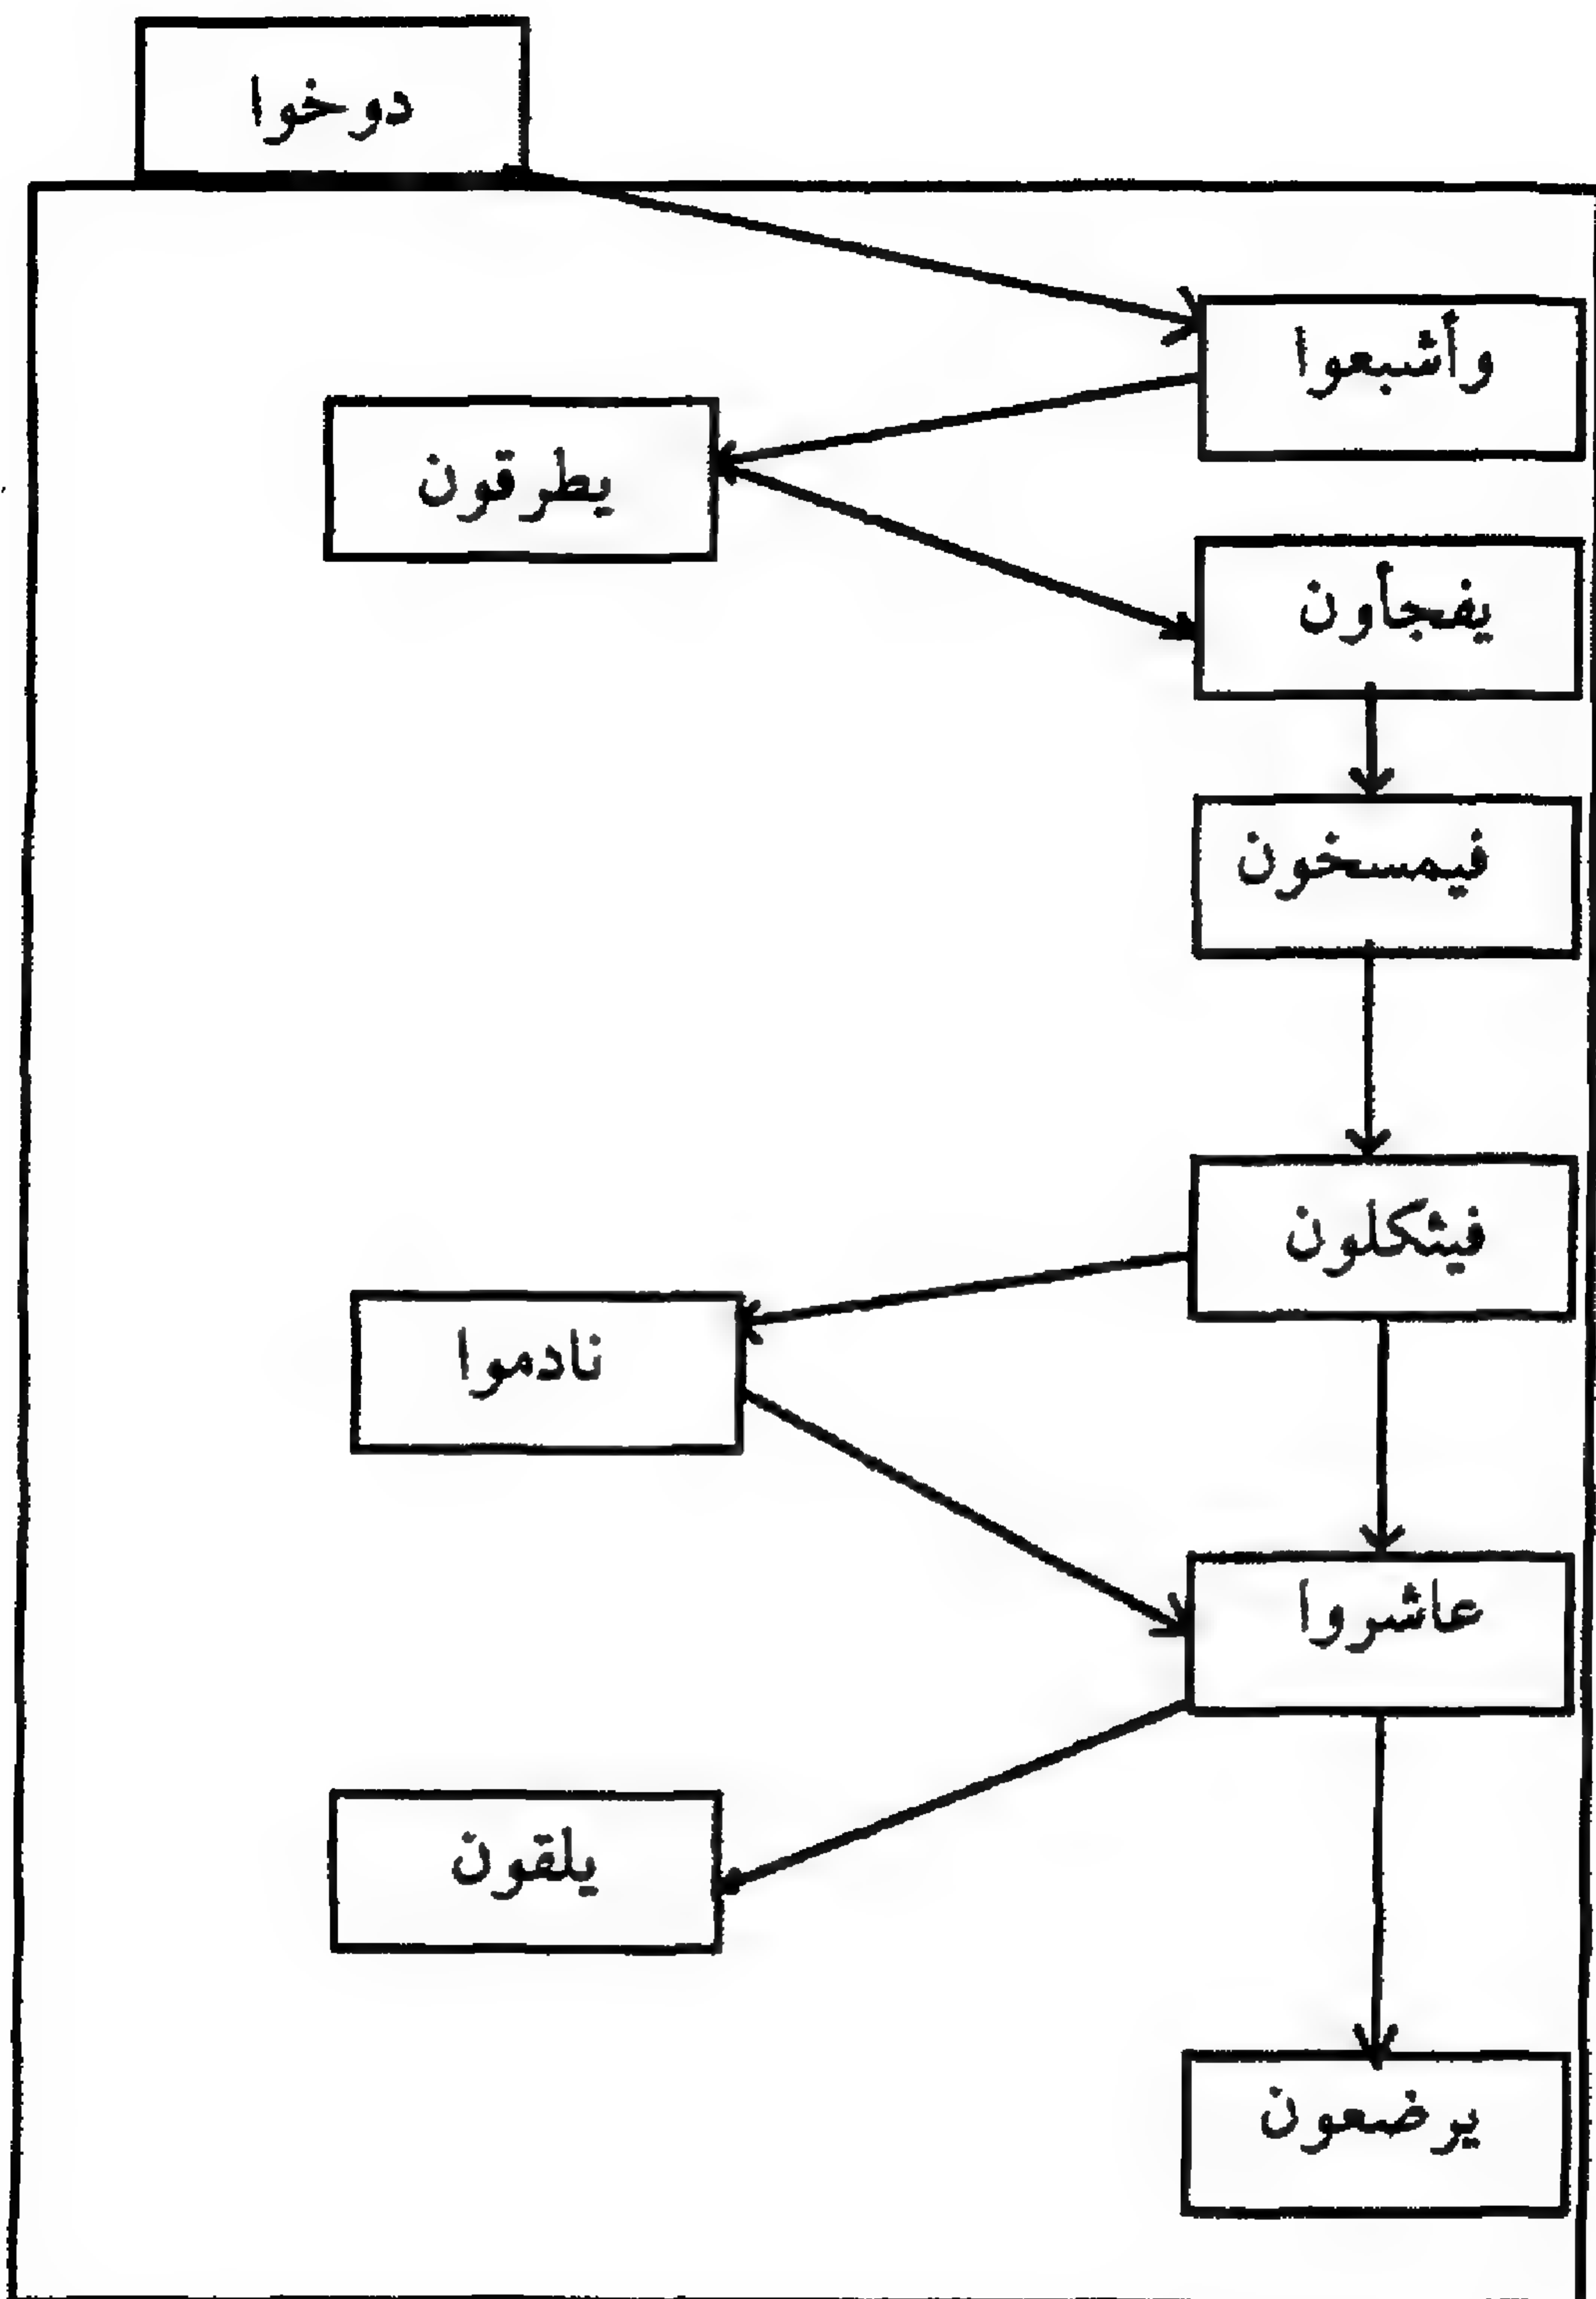 دوخوا
وأشبعوا
يطرقون
يفجأون
فيمسخون
فيثكلون
نادموا
عاشروا
يلقون
يرضعون